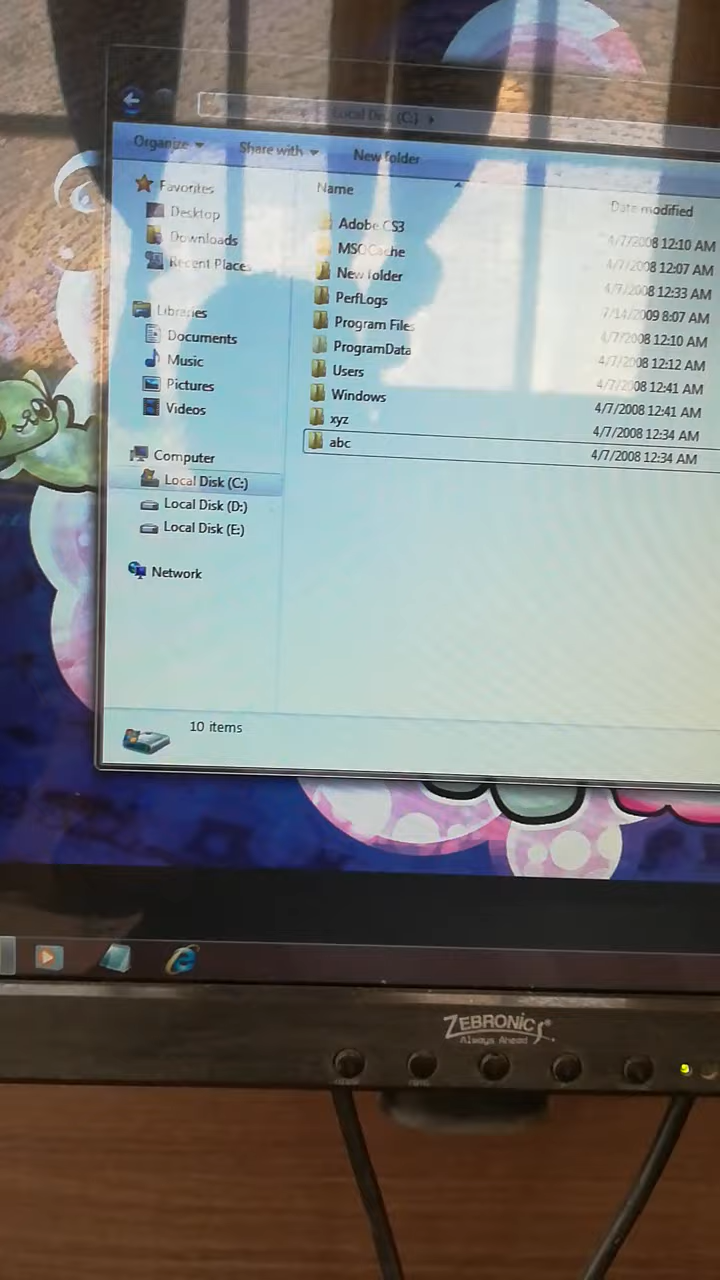 Local Disk (C:)
Organize Share with New folder
Favorites
Desktop
Downloads
Recent Places
Libraries
Documents
Music
Pictures
Videos
Computer
Local Disk (C:)
Local Disk (D:)
Local Disk (E:)
Network
Name Date modified
Adobe CS3 4/7/2008 12:10 AM
MSOCache 4/7/2008 12:07 AM
New folder 4/7/2008 12:33 AM
PerfLogs 7/14/2009 8:07 AM
Program Files 4/7/2008 12:10 AM
ProgramData 4/7/2008 12:12 AM
Users 4/7/2008 12:41 AM
Windows 4/7/2008 12:41 AM
xyz 4/7/2008 12:34 AM
abc 4/7/2008 12:34 AM
10 items
ZEBRONICS
Always Ahead